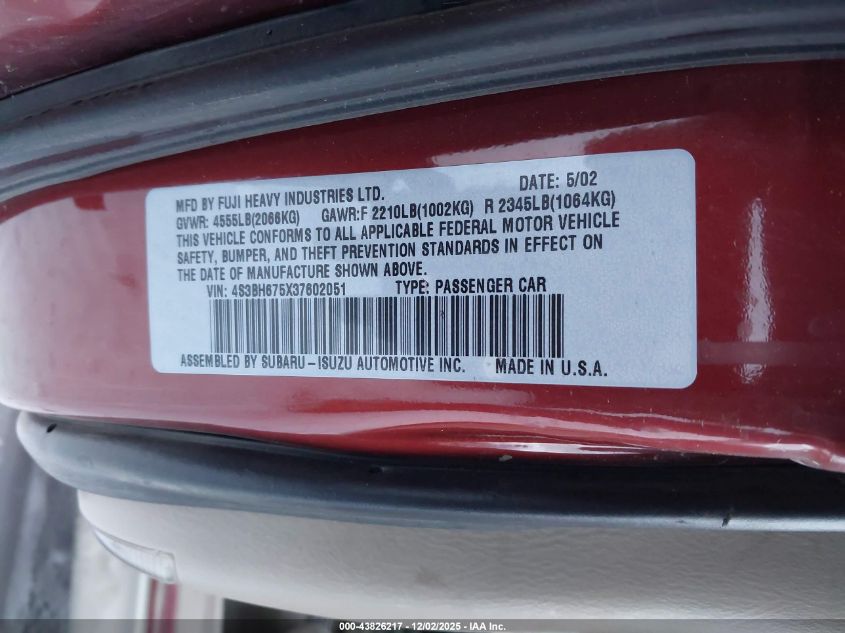 MFD BY FUJI HEAVY INDUSTRIES LTD. DATE: 5/02
GVWR: 4555LB(2066KG) GAWR:F 2210LB(1002KG) R 2345LB(1064KG)
THIS VEHICLE CONFORMS TO ALL APPLICABLE FEDERAL MOTOR VEHICLE
SAFETY, BUMPER, AND THEFT PREVENTION STANDARDS IN EFFECT ON
THE DATE OF MANUFACTURE SHOWN ABOVE.
VIN: 4S3BH675X37602051 TYPE: PASSENGER CAR
ASSEMBLED BY SUBARU-ISUZU AUTOMOTIVE INC. MADE IN U.S.A.
000-43826217 - 12/02/2025 - IAA Inc.